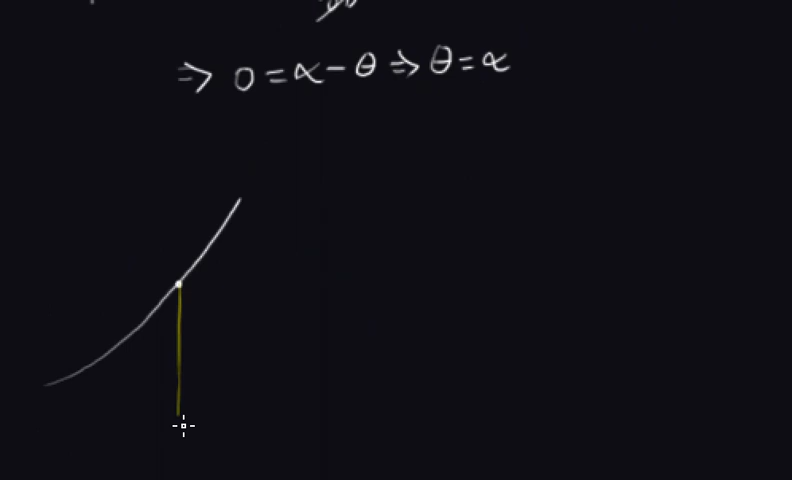 ⇒ 0 = α − θ ⇒ θ = α